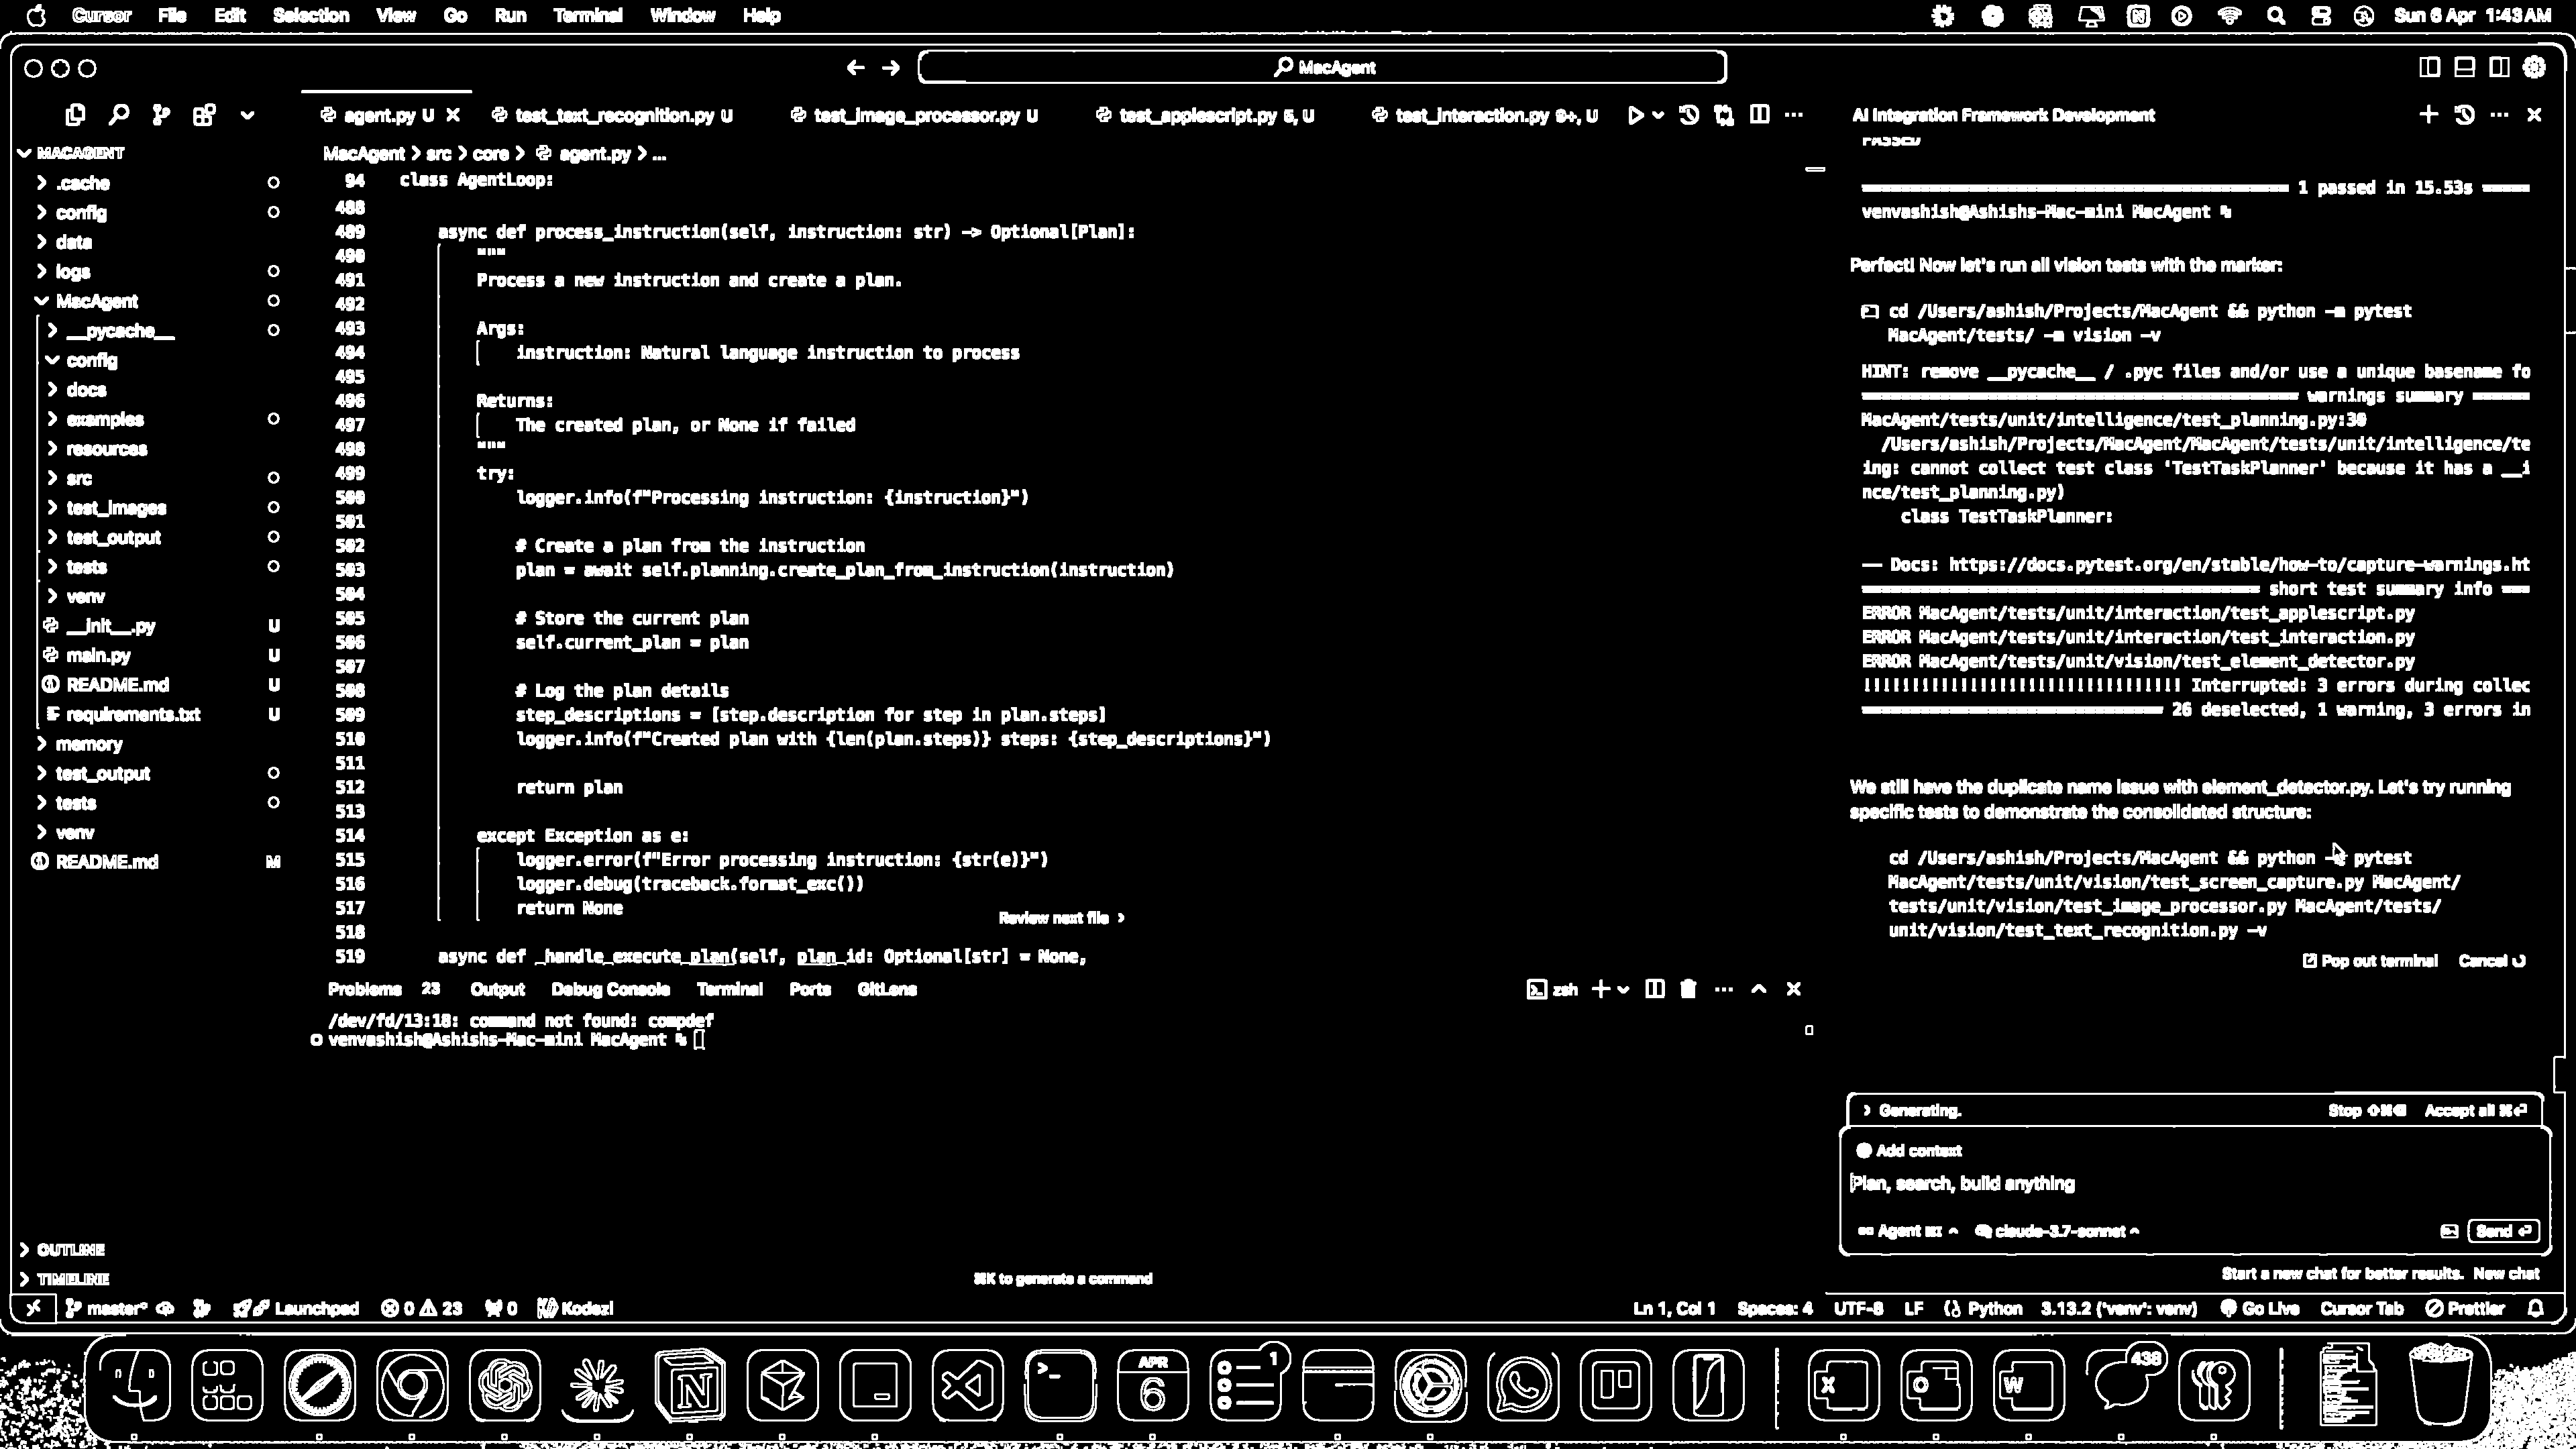 Cursor File Edit Selection View Go Run Terminal Window Help
Sun 6 Apr 1:43 AM
MacAgent
agent.py U
test_text_recognition.py U
test_image_processor.py U
test_applescript.py 5, U
test_interaction.py 9+, U
MACAGENT
.cache
config
data
logs
MacAgent
__pycache__
config
docs
examples
resources
src
test_images
test_output
tests
venv
__init__.py U
main.py U
README.md U
requirements.txt U
memory
test_output
tests
venv
README.md M
OUTLINE
TIMELINE
MacAgent > src > core > agent.py > ...
94 class AgentLoop:
488
489 async def process_instruction(self, instruction: str) -> Optional[Plan]:
490 """
491 Process a new instruction and create a plan.
492
493 Args:
494 instruction: Natural language instruction to process
495
496 Returns:
497 The created plan, or None if failed
498 """
499 try:
500 logger.info(f"Processing instruction: {instruction}")
501
502 # Create a plan from the instruction
503 plan = await self.planning.create_plan_from_instruction(instruction)
504
505 # Store the current plan
506 self.current_plan = plan
507
508 # Log the plan details
509 step_descriptions = [step.description for step in plan.steps]
510 logger.info(f"Created plan with {len(plan.steps)} steps: {step_descriptions}")
511
512 return plan
513
514 except Exception as e:
515 logger.error(f"Error processing instruction: {str(e)}")
516 logger.debug(traceback.format_exc())
517 return None
518
519 async def _handle_execute_plan(self, plan_id: Optional[str] = None,
Review next file >
Problems 23 Output Debug Console Terminal Ports GitLens
zsh
/dev/fd/13:18: command not found: compdef
venvashish@Ashishs-Mac-mini MacAgent %
⌘K to generate a command
AI Integration Framework Development
PASSED
1 passed in 15.53s
venvashish@Ashishs-Mac-mini MacAgent %
Perfect! Now let's run all vision tests with the marker:
cd /Users/ashish/Projects/MacAgent && python -m pytest
MacAgent/tests/ -m vision -v
HINT: remove __pycache__ / .pyc files and/or use a unique basename fo
warnings summary
MacAgent/tests/unit/intelligence/test_planning.py:30
/Users/ashish/Projects/MacAgent/MacAgent/tests/unit/intelligence/te
ing: cannot collect test class 'TestTaskPlanner' because it has a __i
nce/test_planning.py)
class TestTaskPlanner:
-- Docs: https://docs.pytest.org/en/stable/how-to/capture-warnings.ht
short test summary info
ERROR MacAgent/tests/unit/interaction/test_applescript.py
ERROR MacAgent/tests/unit/interaction/test_interaction.py
ERROR MacAgent/tests/unit/vision/test_element_detector.py
!!!!!!!!!!!!!!!!!!!!!!!!!!!!!!!! Interrupted: 3 errors during collec
26 deselected, 1 warning, 3 errors in
We still have the duplicate name issue with element_detector.py. Let's try running
specific tests to demonstrate the consolidated structure:
cd /Users/ashish/Projects/MacAgent && python -m pytest
MacAgent/tests/unit/vision/test_screen_capture.py MacAgent/
tests/unit/vision/test_image_processor.py MacAgent/tests/
unit/vision/test_text_recognition.py -v
Pop out terminal Cancel
Generating.
Stop Accept all
Add context
Plan, search, build anything
Agent claude-3.7-sonnet
Send
Start a new chat for better results. New chat
master* Launchpad 0 23 0 Kodezi
Ln 1, Col 1 Spaces: 4 UTF-8 LF Python 3.13.2 ('venv': venv) Go Live Cursor Tab Prettier
APR
6
1
N
X
O
W
438